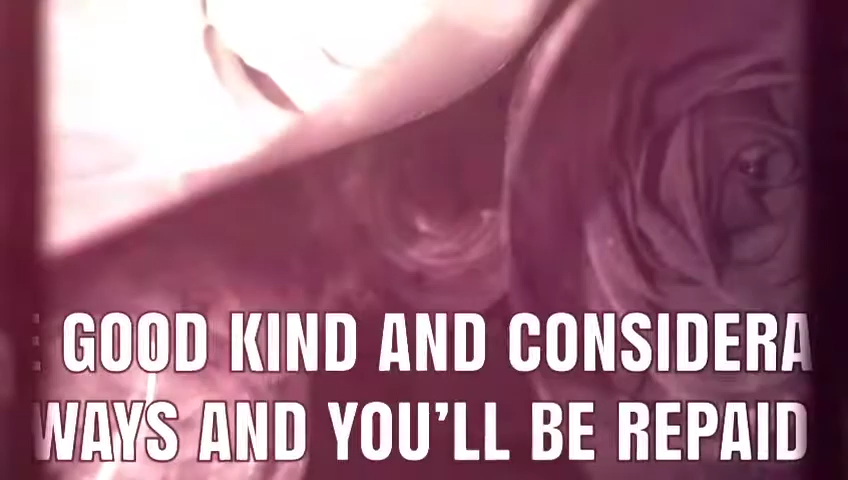 GOOD KIND AND CONSIDERA
WAYS AND YOU'LL BE REPAID